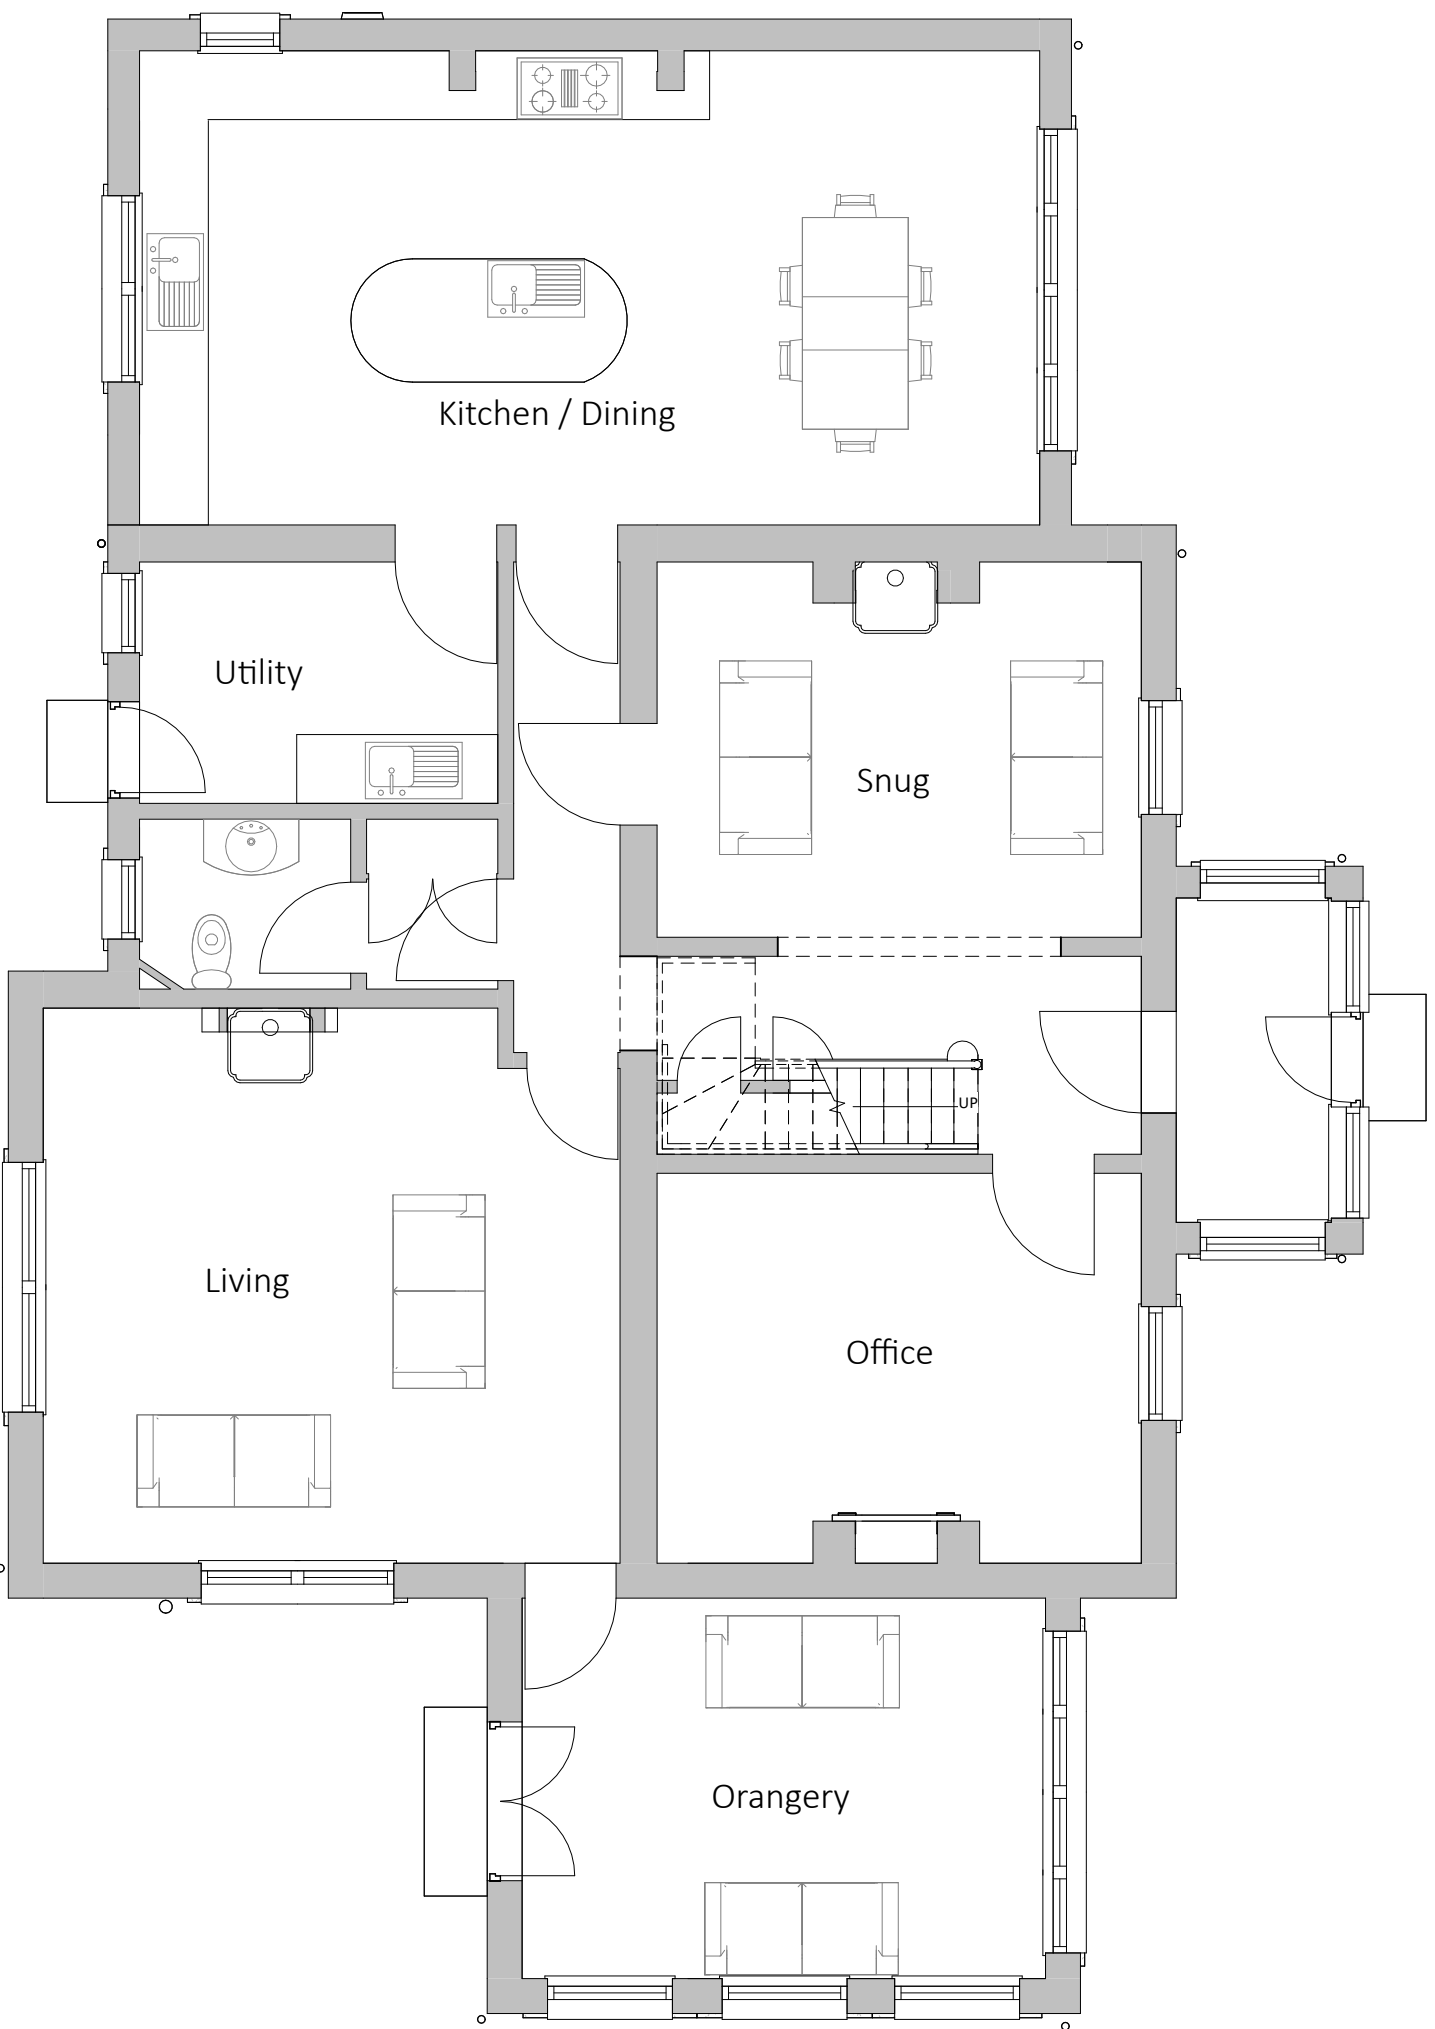 Kitchen / Dining
Utility
Snug
UP
Living
Office
Orangery